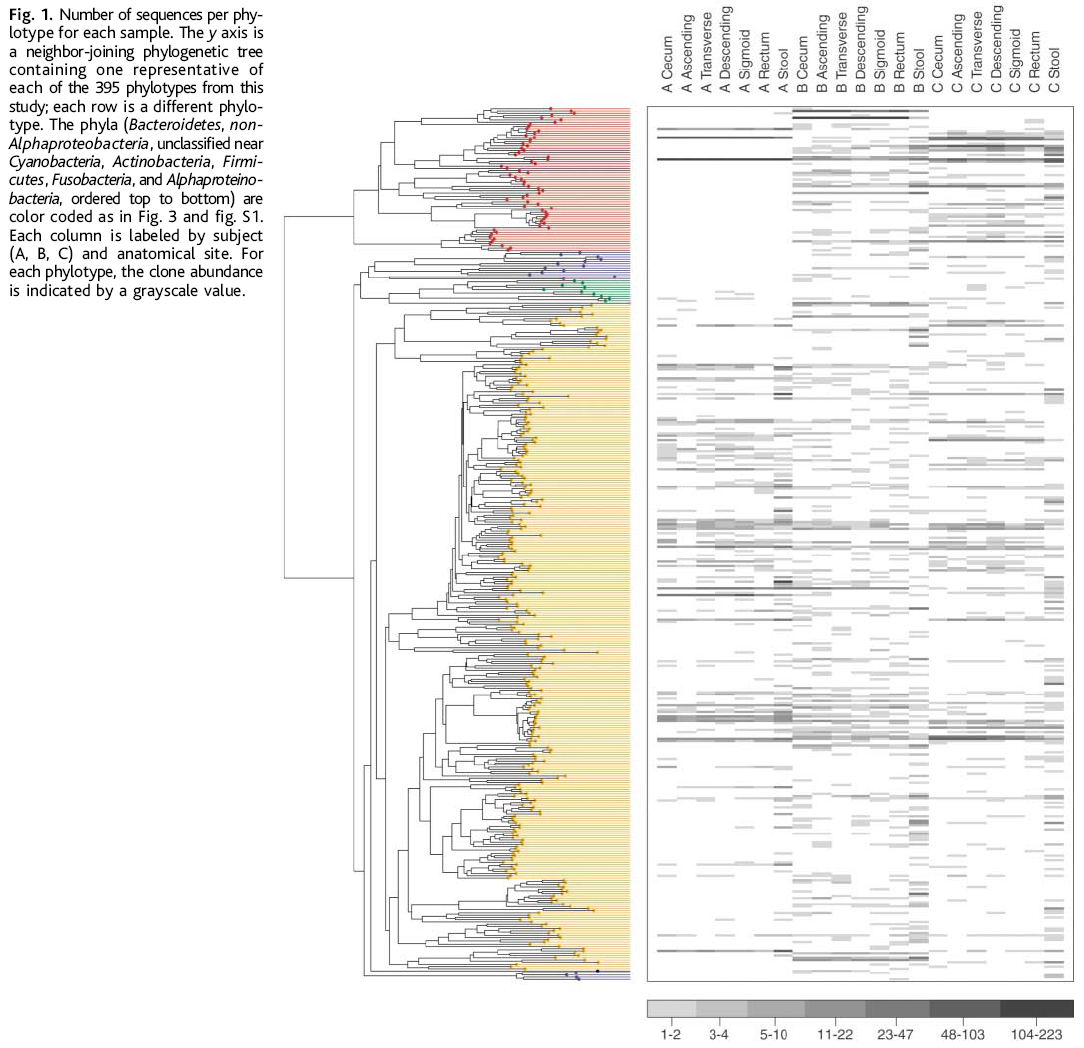 Fig. 1. Number of sequences per phy-
lotype for each sample. The y axis is
a neighbor-joining phylogenetic tree
containing one representative of
each of the 395 phylotypes from this
study; each row is a different phylo-
type. The phyla (Bacteroidetes, non-
Alphaproteobacteria, unclassified near
Cyanobacteria, Actinobacteria, Firmi-
cutes, Fusobacteria, and Alphaproteino-
bacteria, ordered top to bottom) are
color coded as in Fig. 3 and fig. S1.
Each column is labeled by subject
(A, B, C) and anatomical site. For
each phylotype, the clone abundance
is indicated by a grayscale value.
A Cecum
A Ascending
A Transverse
A Descending
A Sigmoid
A Rectum
A Stool
B Cecum
B Ascending
B Transverse
B Descending
B Sigmoid
B Rectum
B Stool
C Cecum
C Ascending
C Transverse
C Descending
C Sigmoid
C Rectum
C Stool
1-2
3-4
5-10
11-22
23-47
48-103
104-223